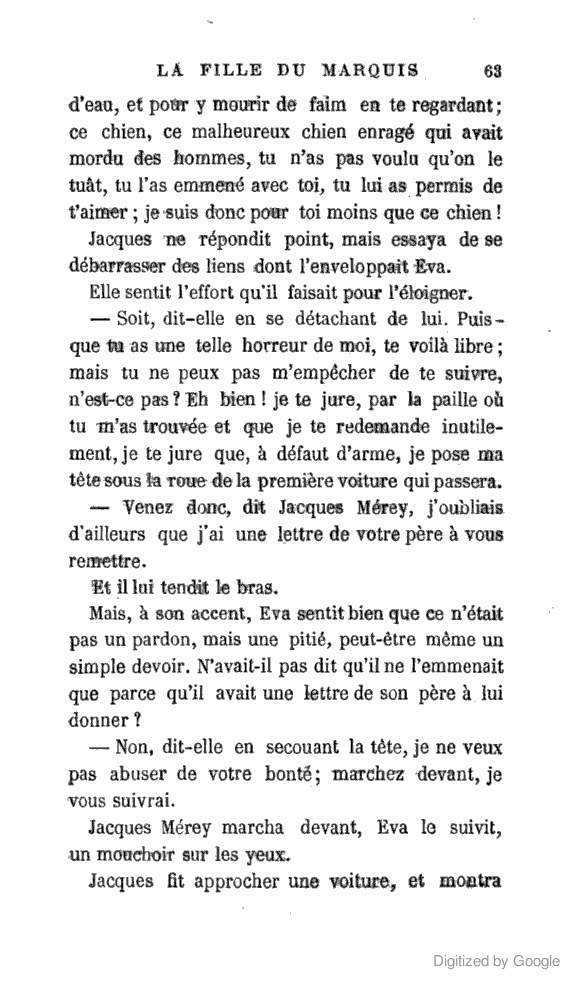 LA FILLE DU MARQUIS 63
d'eau, et pour y mourir de faim en te regardant;
ce chien, ce malheureux chien enragé qui avait
mordu des hommes, tu n'as pas voulu qu'on le
tuât, tu l'as emmené avec toi, tu lui as permis de
t'aimer ; je suis donc pour toi moins que ce chien !
Jacques ne répondit point, mais essaya de se
débarrasser des liens dont l'enveloppait Eva.
Elle sentit l'effort qu'il faisait pour l'éloigner.
— Soit, dit-elle en se détachant de lui. Puis-
que tu as une telle horreur de moi, te voilà libre ;
mais tu ne peux pas m'empêcher de te suivre,
n'est-ce pas ? Eh bien ! je te jure, par la paille où
tu m'as trouvée et que je te redemande inutile-
ment, je te jure que, à défaut d'arme, je pose ma
tête sous la roue de la première voiture qui passera.
— Venez donc, dit Jacques Mérey, j'oubliais
d'ailleurs que j'ai une lettre de votre père à vous
remettre.
Et il lui tendit le bras.
Mais, à son accent, Eva sentit bien que ce n'était
pas un pardon, mais une pitié, peut-être même un
simple devoir. N'avait-il pas dit qu'il ne l'emmenait
que parce qu'il avait une lettre de son père à lui
donner ?
— Non, dit-elle en secouant la tête, je ne veux
pas abuser de votre bonté ; marchez devant, je
vous suivrai.
Jacques Mérey marcha devant, Eva le suivit,
un mouchoir sur les yeux.
Jacques fit approcher une voiture, et montra
Digitized by Google